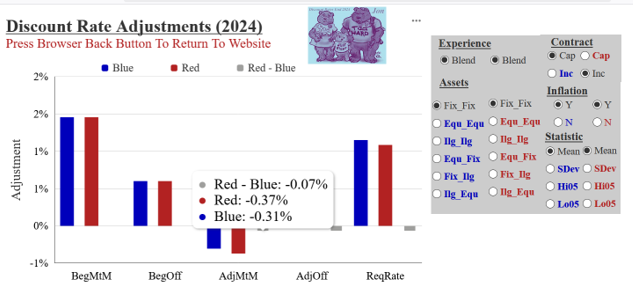 Discount Rate Adjustments (2024)
Press Browser Back Button To Return To Website
...
Blue Red Red - Blue
2%
2%
1%
1%
0%
-1%
Adjustment
Red - Blue: -0.07%
Red: -0.37%
Blue: -0.31%
BegMtM BegOff AdjMtM AdjOff ReqRate
Experience
Blend Blend
Assets
Fix_Fix Fix_Fix
Equ_Equ Equ_Equ
Ilg_Ilg Ilg_Ilg
Equ_Fix Equ_Fix
Fix_Ilg Fix_Ilg
Ilg_Equ Ilg_Equ
Contract
Cap Cap
Inc Inc
Inflation
Y Y
N N
Statistic
Mean Mean
SDev SDev
Hi05 Hi05
Lo05 Lo05